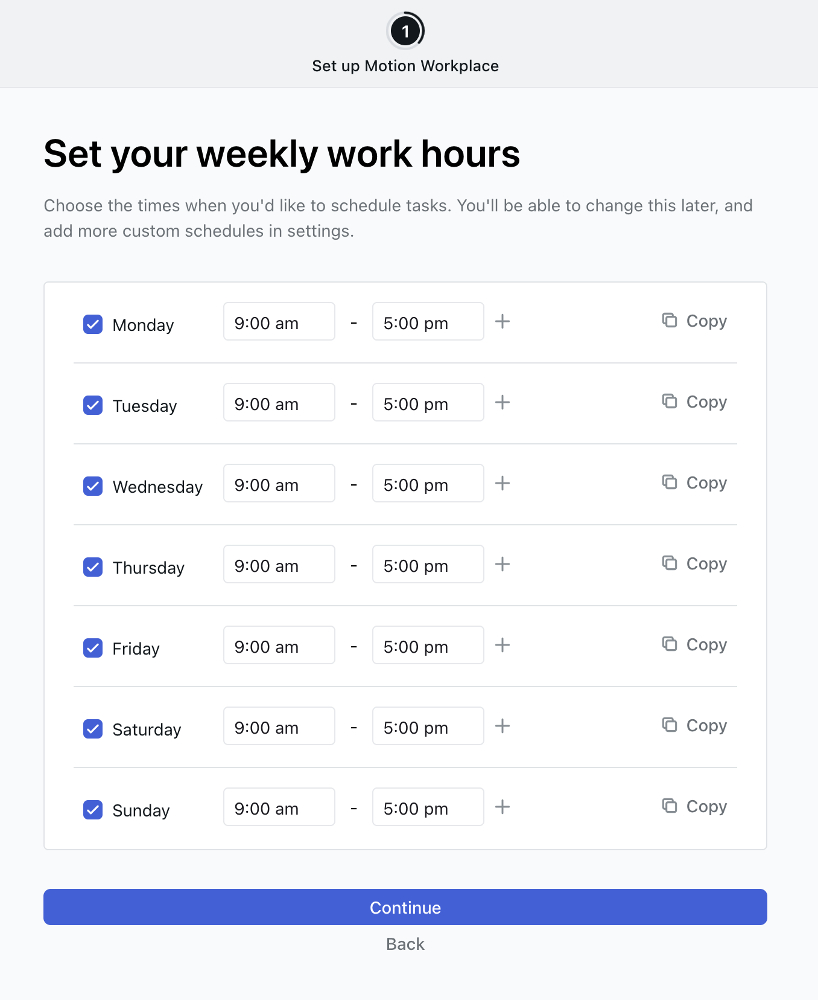 1
Set up Motion Workplace
Set your weekly work hours
Choose the times when you'd like to schedule tasks. You'll be able to change this later, and
add more custom schedules in settings.
Monday 9:00 am - 5:00 pm + Copy
Tuesday 9:00 am - 5:00 pm + Copy
Wednesday 9:00 am - 5:00 pm + Copy
Thursday 9:00 am - 5:00 pm + Copy
Friday 9:00 am - 5:00 pm + Copy
Saturday 9:00 am - 5:00 pm + Copy
Sunday 9:00 am - 5:00 pm + Copy
Continue
Back